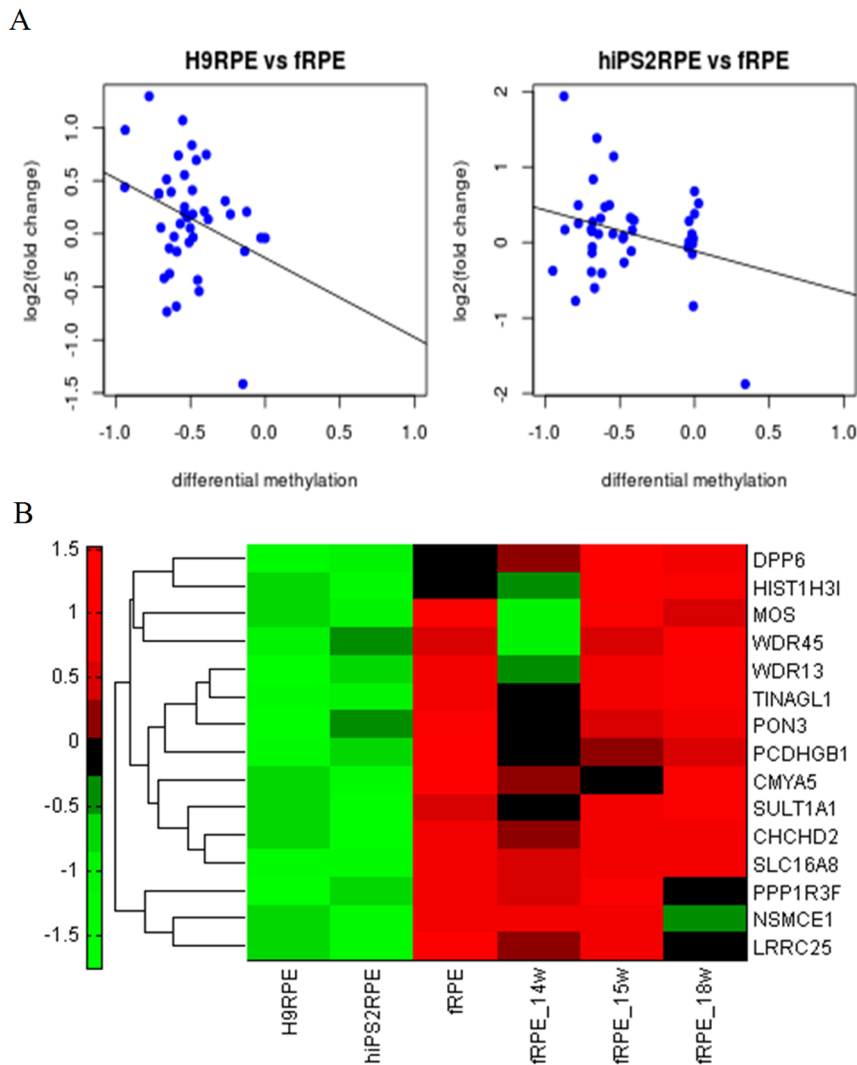 A
H9RPE vs fRPE
hiPS2RPE vs fRPE
log2(fold change)
1.0
0.5
0.0
-0.5
-1.0
-1.5
-1.0
-0.5
0.0
0.5
1.0
differential methylation
log2(fold change)
2
1
0
-1
-2
-1.0
-0.5
0.0
0.5
1.0
differential methylation
B
1.5
1
0.5
0
-0.5
-1
-1.5
DPP6
HIST1H3I
MOS
WDR45
WDR13
TINAGL1
PON3
PCDHGB1
CMYA5
SULT1A1
CHCHD2
SLC16A8
PPP1R3F
NSMCE1
LRRC25
H9RPE
hiPS2RPE
fRPE
fRPE_14w
fRPE_15w
fRPE_18w